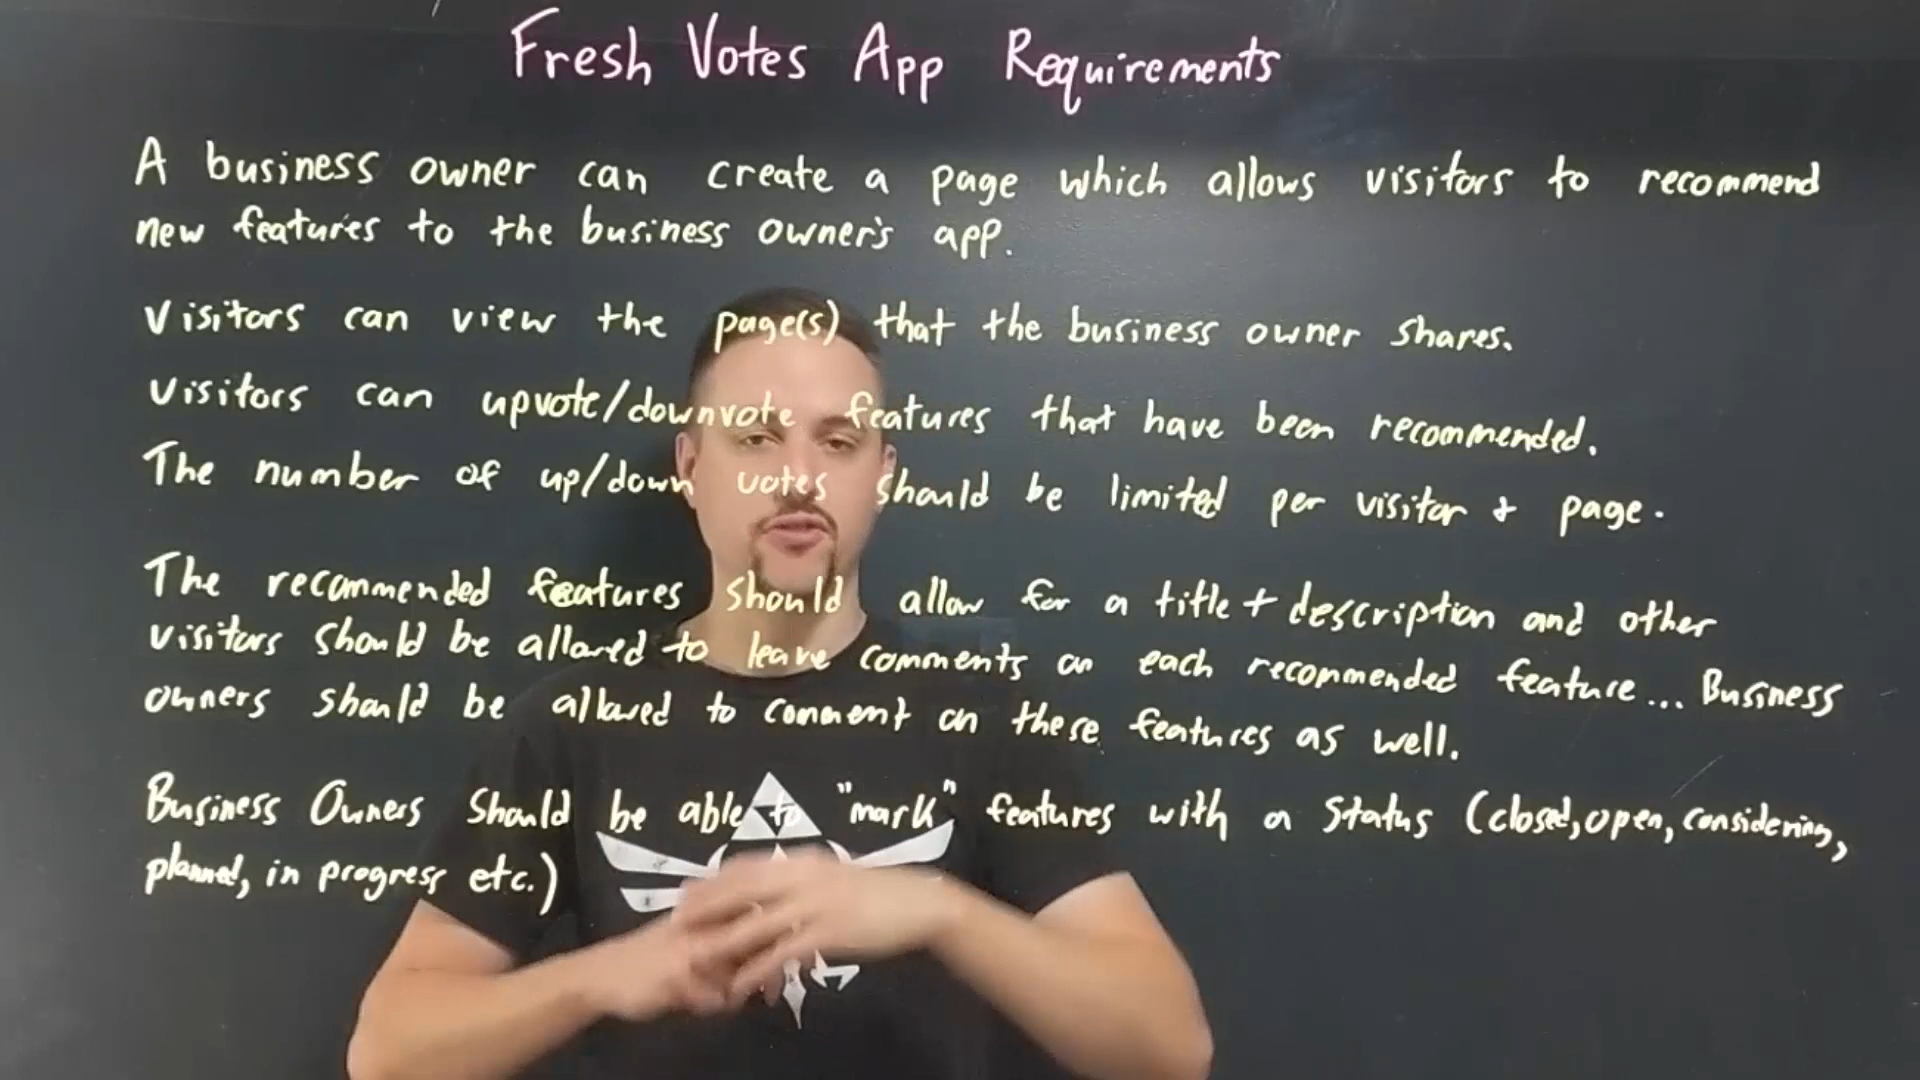 Fresh Votes App Requirements
A business owner can create a page which allows visitors to recommend
new features to the business owner's app.
Visitors can view the page(s) that the business owner shares.
Visitors can upvote/downvote features that have been recommended.
The number of up/down votes should be limited per visitor + page.
The recommended features should allow for a title + description and other
visitors should be allowed to leave comments on each recommended feature... Business
owners should be allowed to comment on these features as well.
Business Owners Should be able to "mark" features with a Status (closed, open, considering,
planned, in progress etc.)